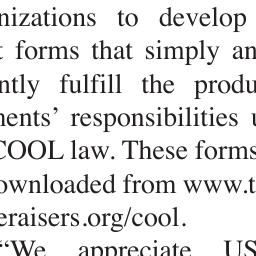 nizations to develop
t forms that simply an
ntly fulfill the produ
nents' responsibilities u
COOL law. These forms
ownloaded from www.t
eraisers.org/cool.
“We appreciate US